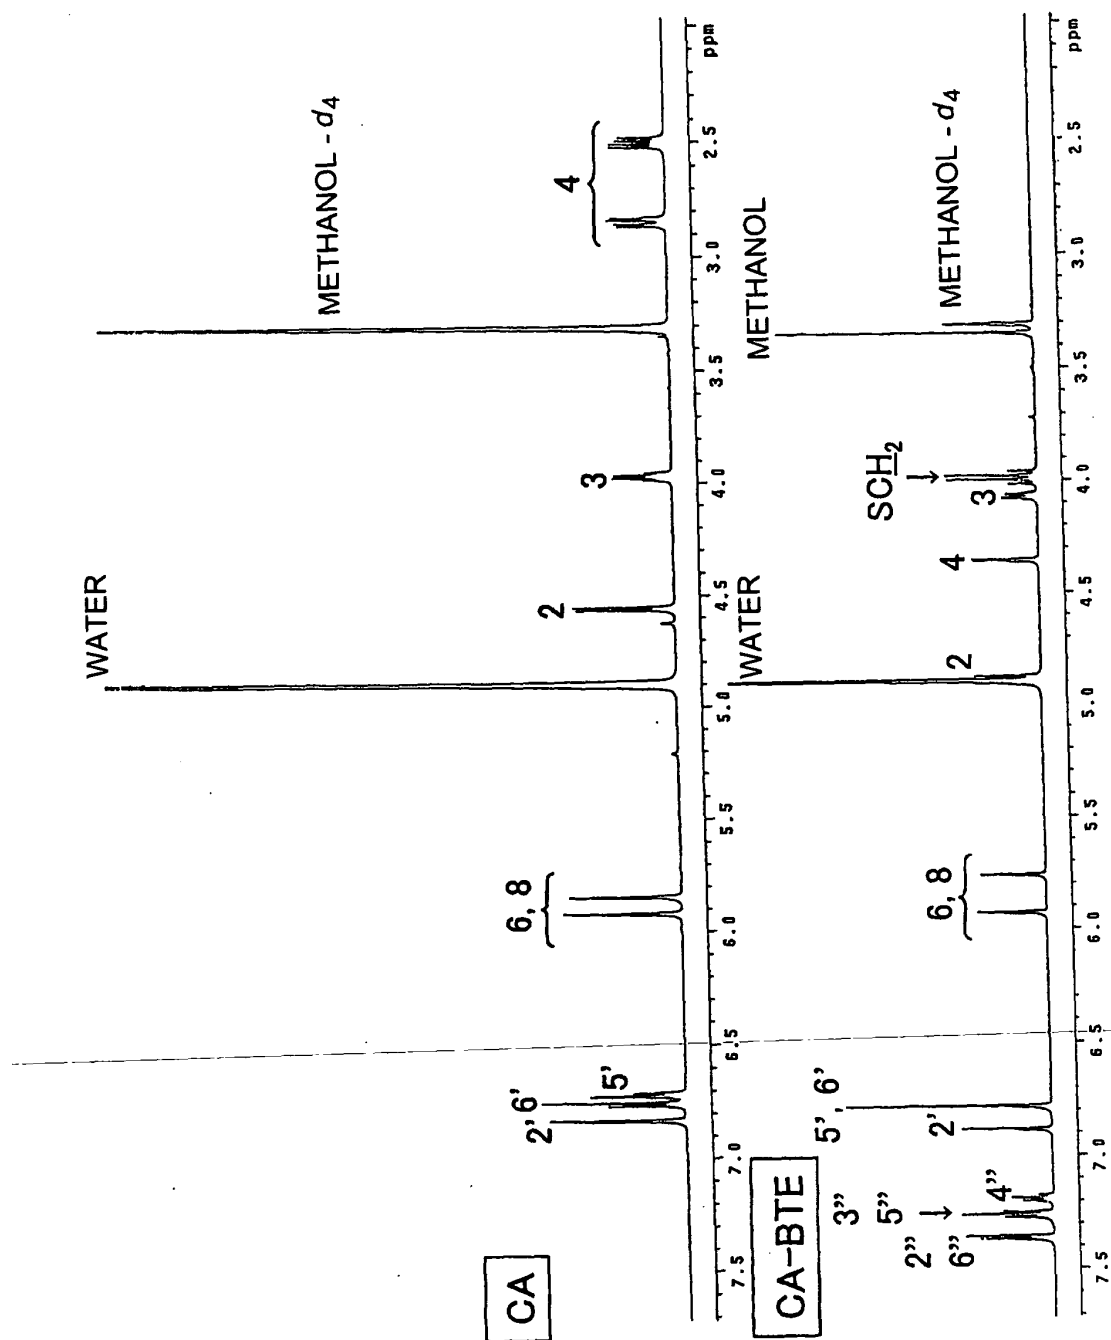 CA
2' 6' 5'
6, 8
WATER
2
3
METHANOL - d4
4
7.5 7.0 6.5 6.0 5.5 5.0 4.5 4.0 3.5 3.0 2.5 ppm
CA-BTE
2" 6"
3" 5"
4"
2'
5', 6'
6, 8
WATER
2
4
3
SCH2
METHANOL
METHANOL - d4
7.5 7.0 6.5 6.0 5.5 5.0 4.5 4.0 3.5 3.0 2.5 ppm